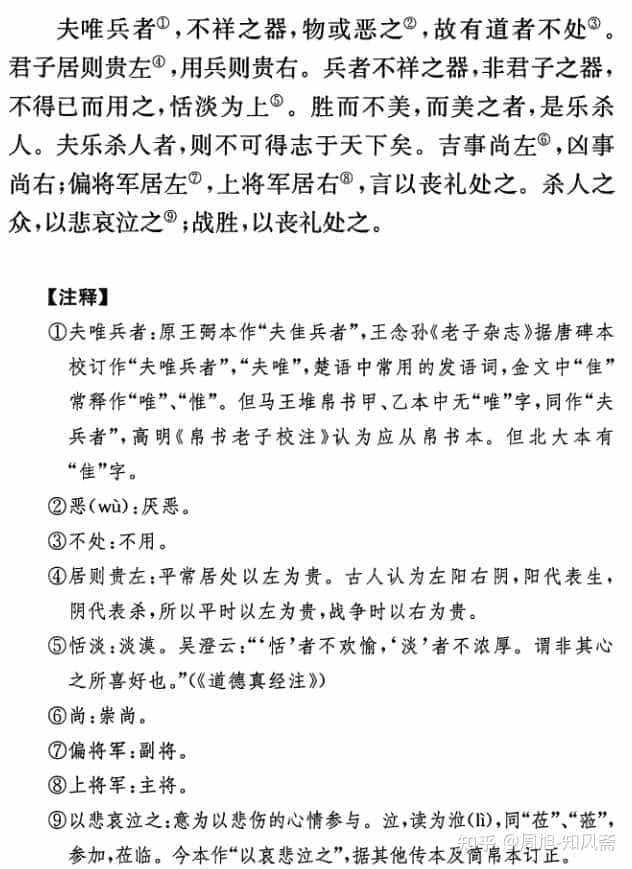 夫唯兵者①,不祥之器,物或恶之②,故有道者不处③。
君子居则贵左④,用兵则贵右。兵者不祥之器,非君子之器,
不得已而用之,恬淡为上⑤。胜而不美,而美之者,是乐杀
人。夫乐杀人者,则不可得志于天下矣。吉事尚左⑥,凶事
尚右;偏将军居左⑦,上将军居右⑧,言以丧礼处之。杀人之
众,以悲哀泣之⑨;战胜,以丧礼处之。
【注释】
①夫唯兵者:原王弼本作“夫佳兵者”,王念孙《老子杂志》据唐碑本
校订作“夫唯兵者”,“夫唯”,楚语中常用的发语词,金文中“隹”
常释作“唯”、“惟”。但马王堆帛书甲、乙本中无“唯”字,同作“夫
兵者”,高明《帛书老子校注》认为应从帛书本。但北大本有
“隹”字。
②恶(wù):厌恶。
③不处:不用。
④居则贵左:平常居处以左为贵。古人认为左阳右阴,阳代表生,
阴代表杀,所以平时以左为贵,战争时以右为贵。
⑤恬淡:淡漠。吴澄云:“‘恬’者不欢愉,‘淡’者不浓厚。谓非其心
之所喜好也。”(《道德真经注》)
⑥尚:崇尚。
⑦偏将军:副将。
⑧上将军:主将。
⑨以悲哀泣之:意为以悲伤的心情参与。泣,读为涖(lì),同“莅”、“蒞”,
参加,莅临。今本作“以哀悲泣之”,据其他传本及简帛本订正。
知乎 @周旭-知风斋